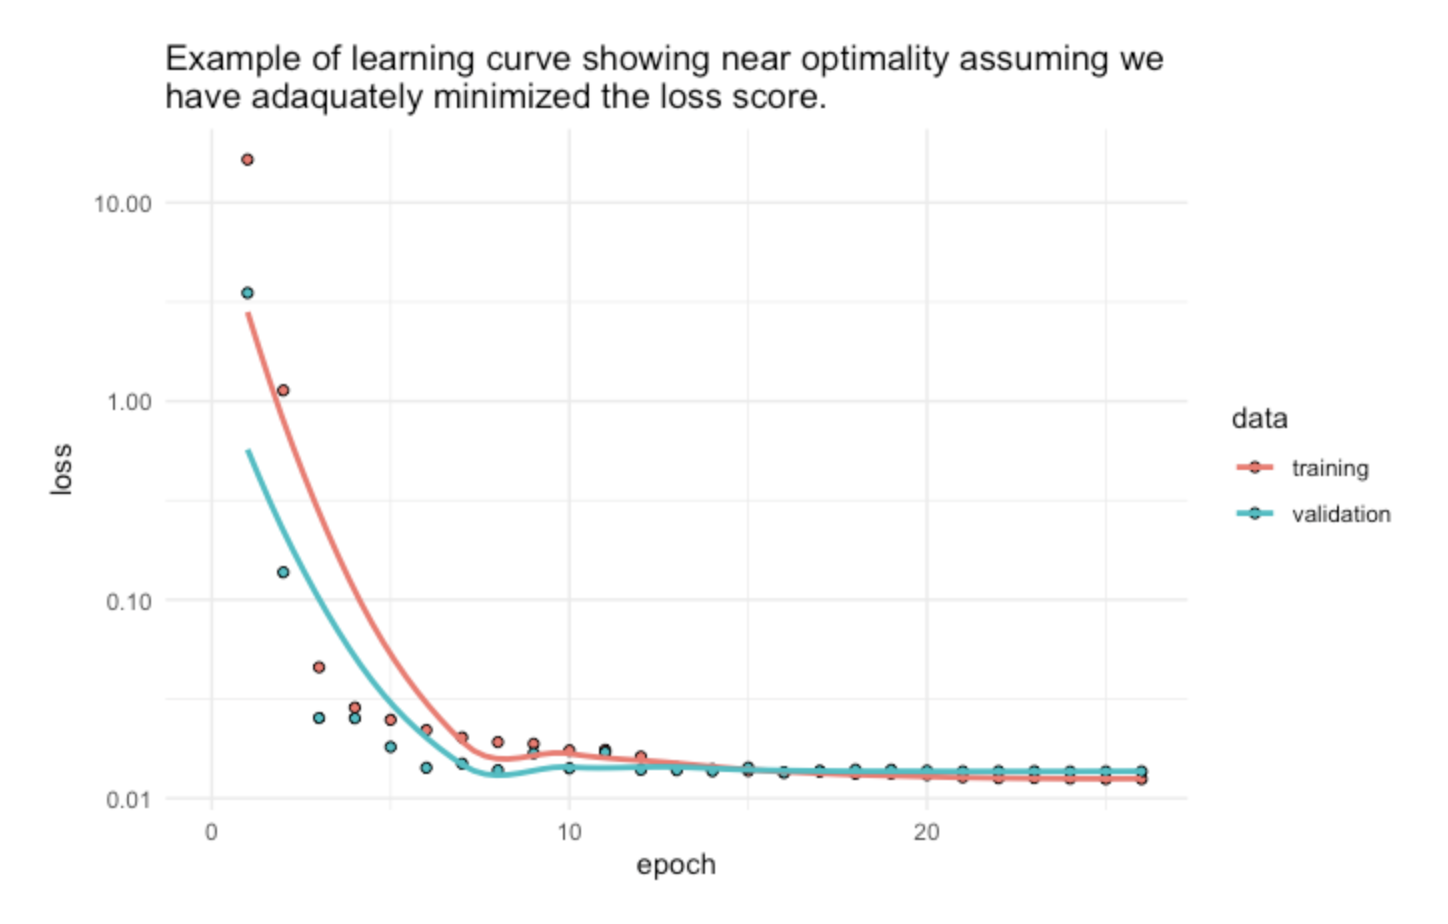 Example of learning curve showing near optimality assuming we
have adaquately minimized the loss score.
10.00
1.00
0.10
0.01
loss
0
10
20
epoch
data
training
validation